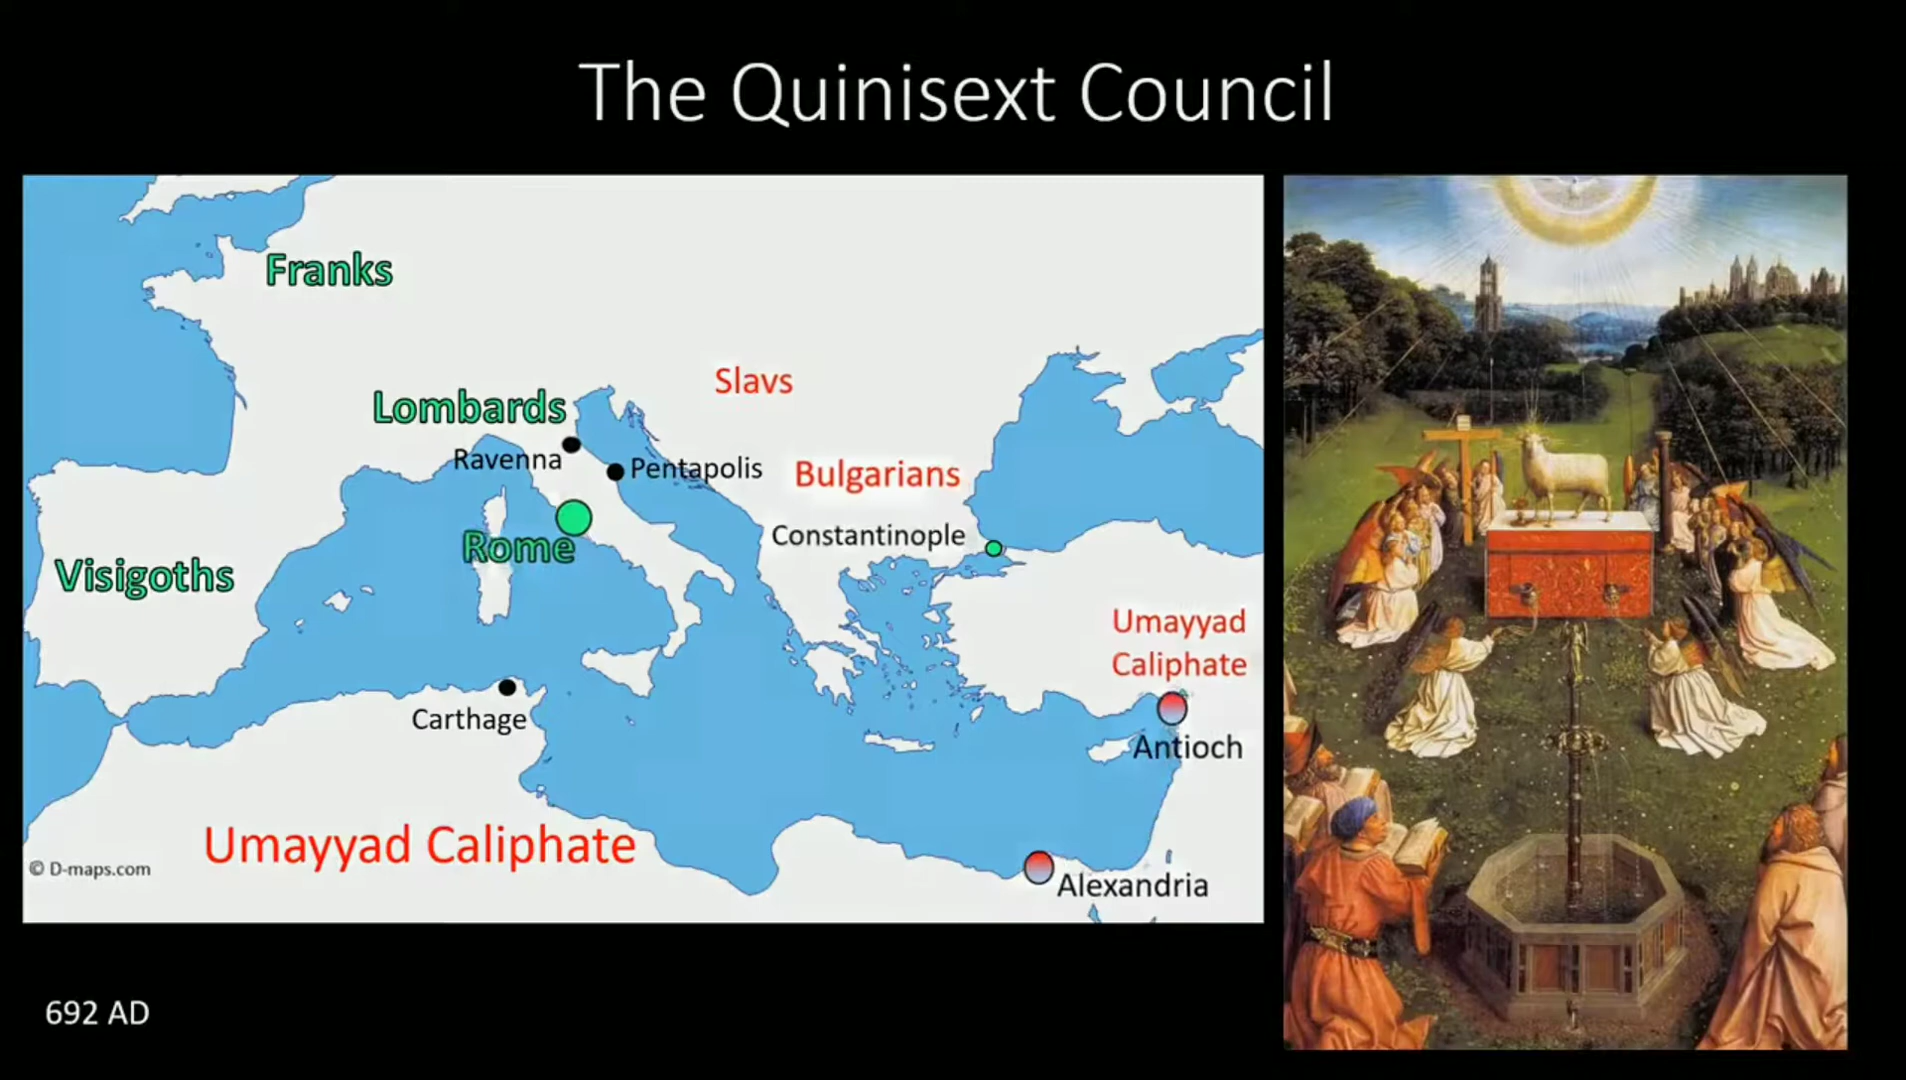 The Quinisext Council
Franks
Slavs
Lombards
Ravenna
Pentapolis
Bulgarians
Constantinople
Rome
Visigoths
Umayyad
Caliphate
Carthage
Antioch
Umayyad Caliphate
© D-maps.com
Alexandria
692 AD